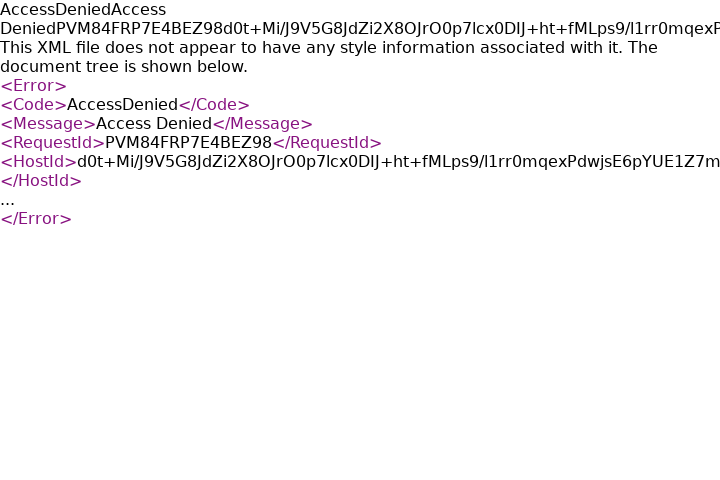 AccessDeniedAccess
DeniedPVM84FRP7E4BEZ98d0t+Mi/J9V5G8JdZi2X8OJrO0p7lcx0DIJ+ht+fMLps9/l1rr0mqexP
This XML file does not appear to have any style information associated with it. The
document tree is shown below.
<Error>
<Code>AccessDenied</Code>
<Message>Access Denied</Message>
<RequestId>PVM84FRP7E4BEZ98</RequestId>
<HostId>d0t+Mi/J9V5G8JdZi2X8OJrO0p7lcx0DIJ+ht+fMLps9/l1rr0mqexPdwjsE6pYUE1Z7m
</HostId>
...
</Error>